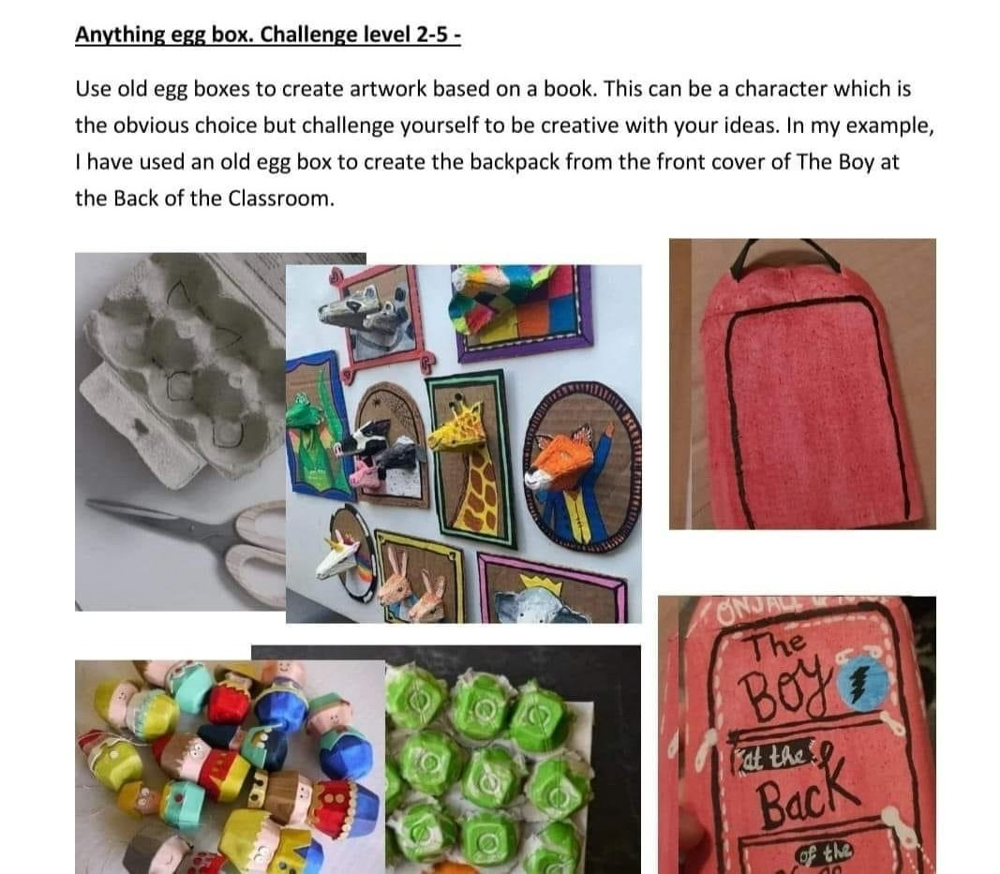 Anything egg box. Challenge level 2-5 -
Use old egg boxes to create artwork based on a book. This can be a character which is
the obvious choice but challenge yourself to be creative with your ideas. In my example,
I have used an old egg box to create the backpack from the front cover of The Boy at
the Back of the Classroom.
The
BOY
at the
Back
of the